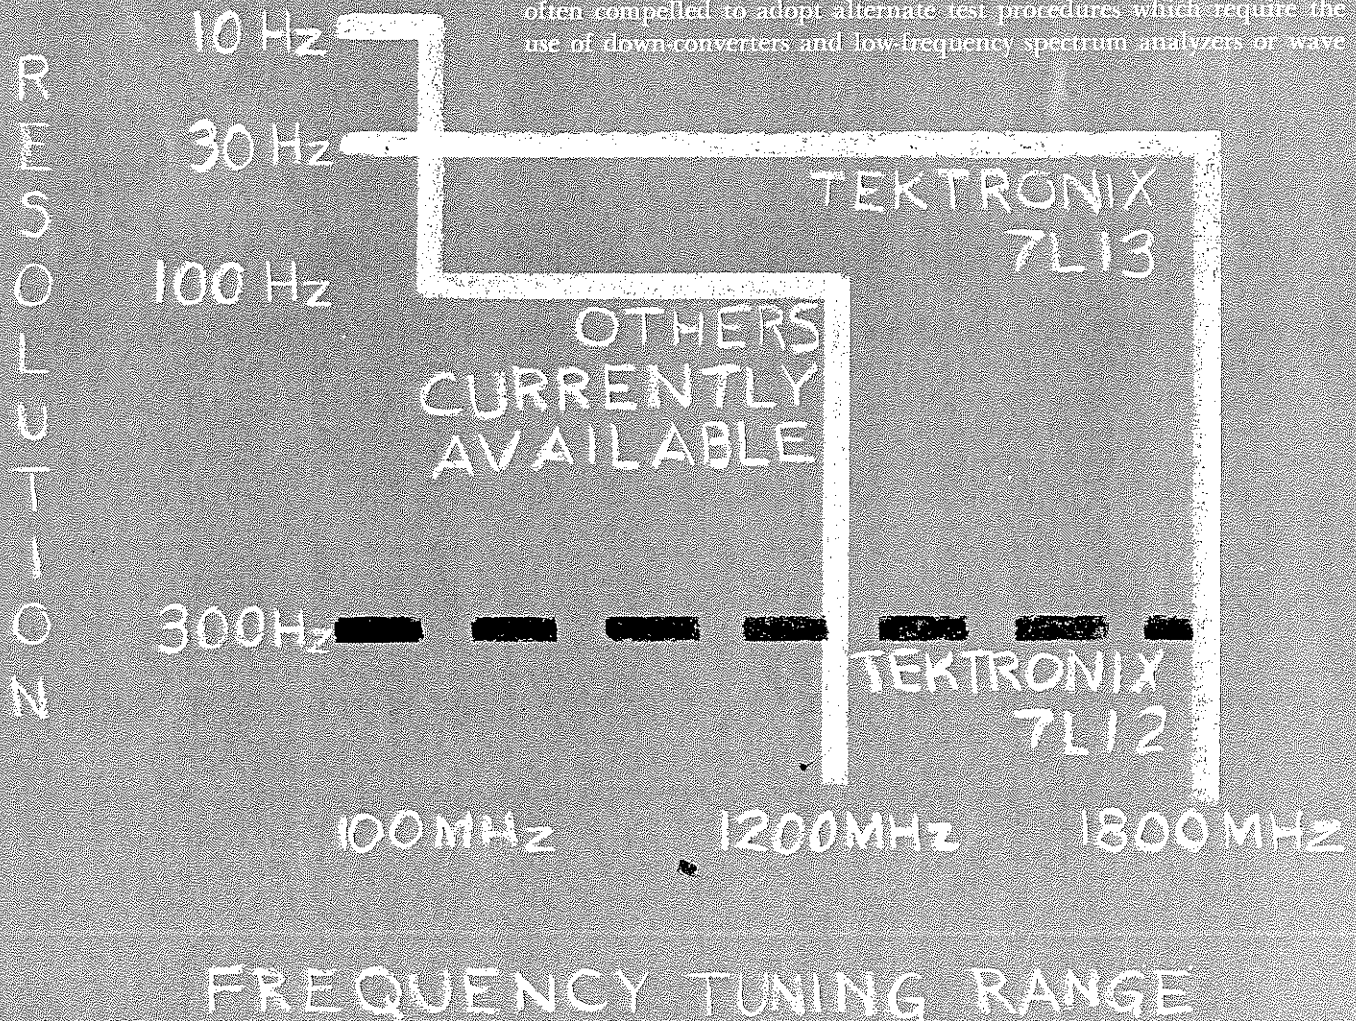 often compelled to adopt alternate test procedures which require the
use of down-converters and low-frequency spectrum analyzers or wave
10 Hz
30 Hz
100 Hz
300Hz
RESOLUTION
TEKTRONIX
7L13
OTHERS
CURRENTLY
AVAILABLE
TEKTRONIX
7L12
100MHz
1200MHz
1800MHz
FREQUENCY TUNING RANGE